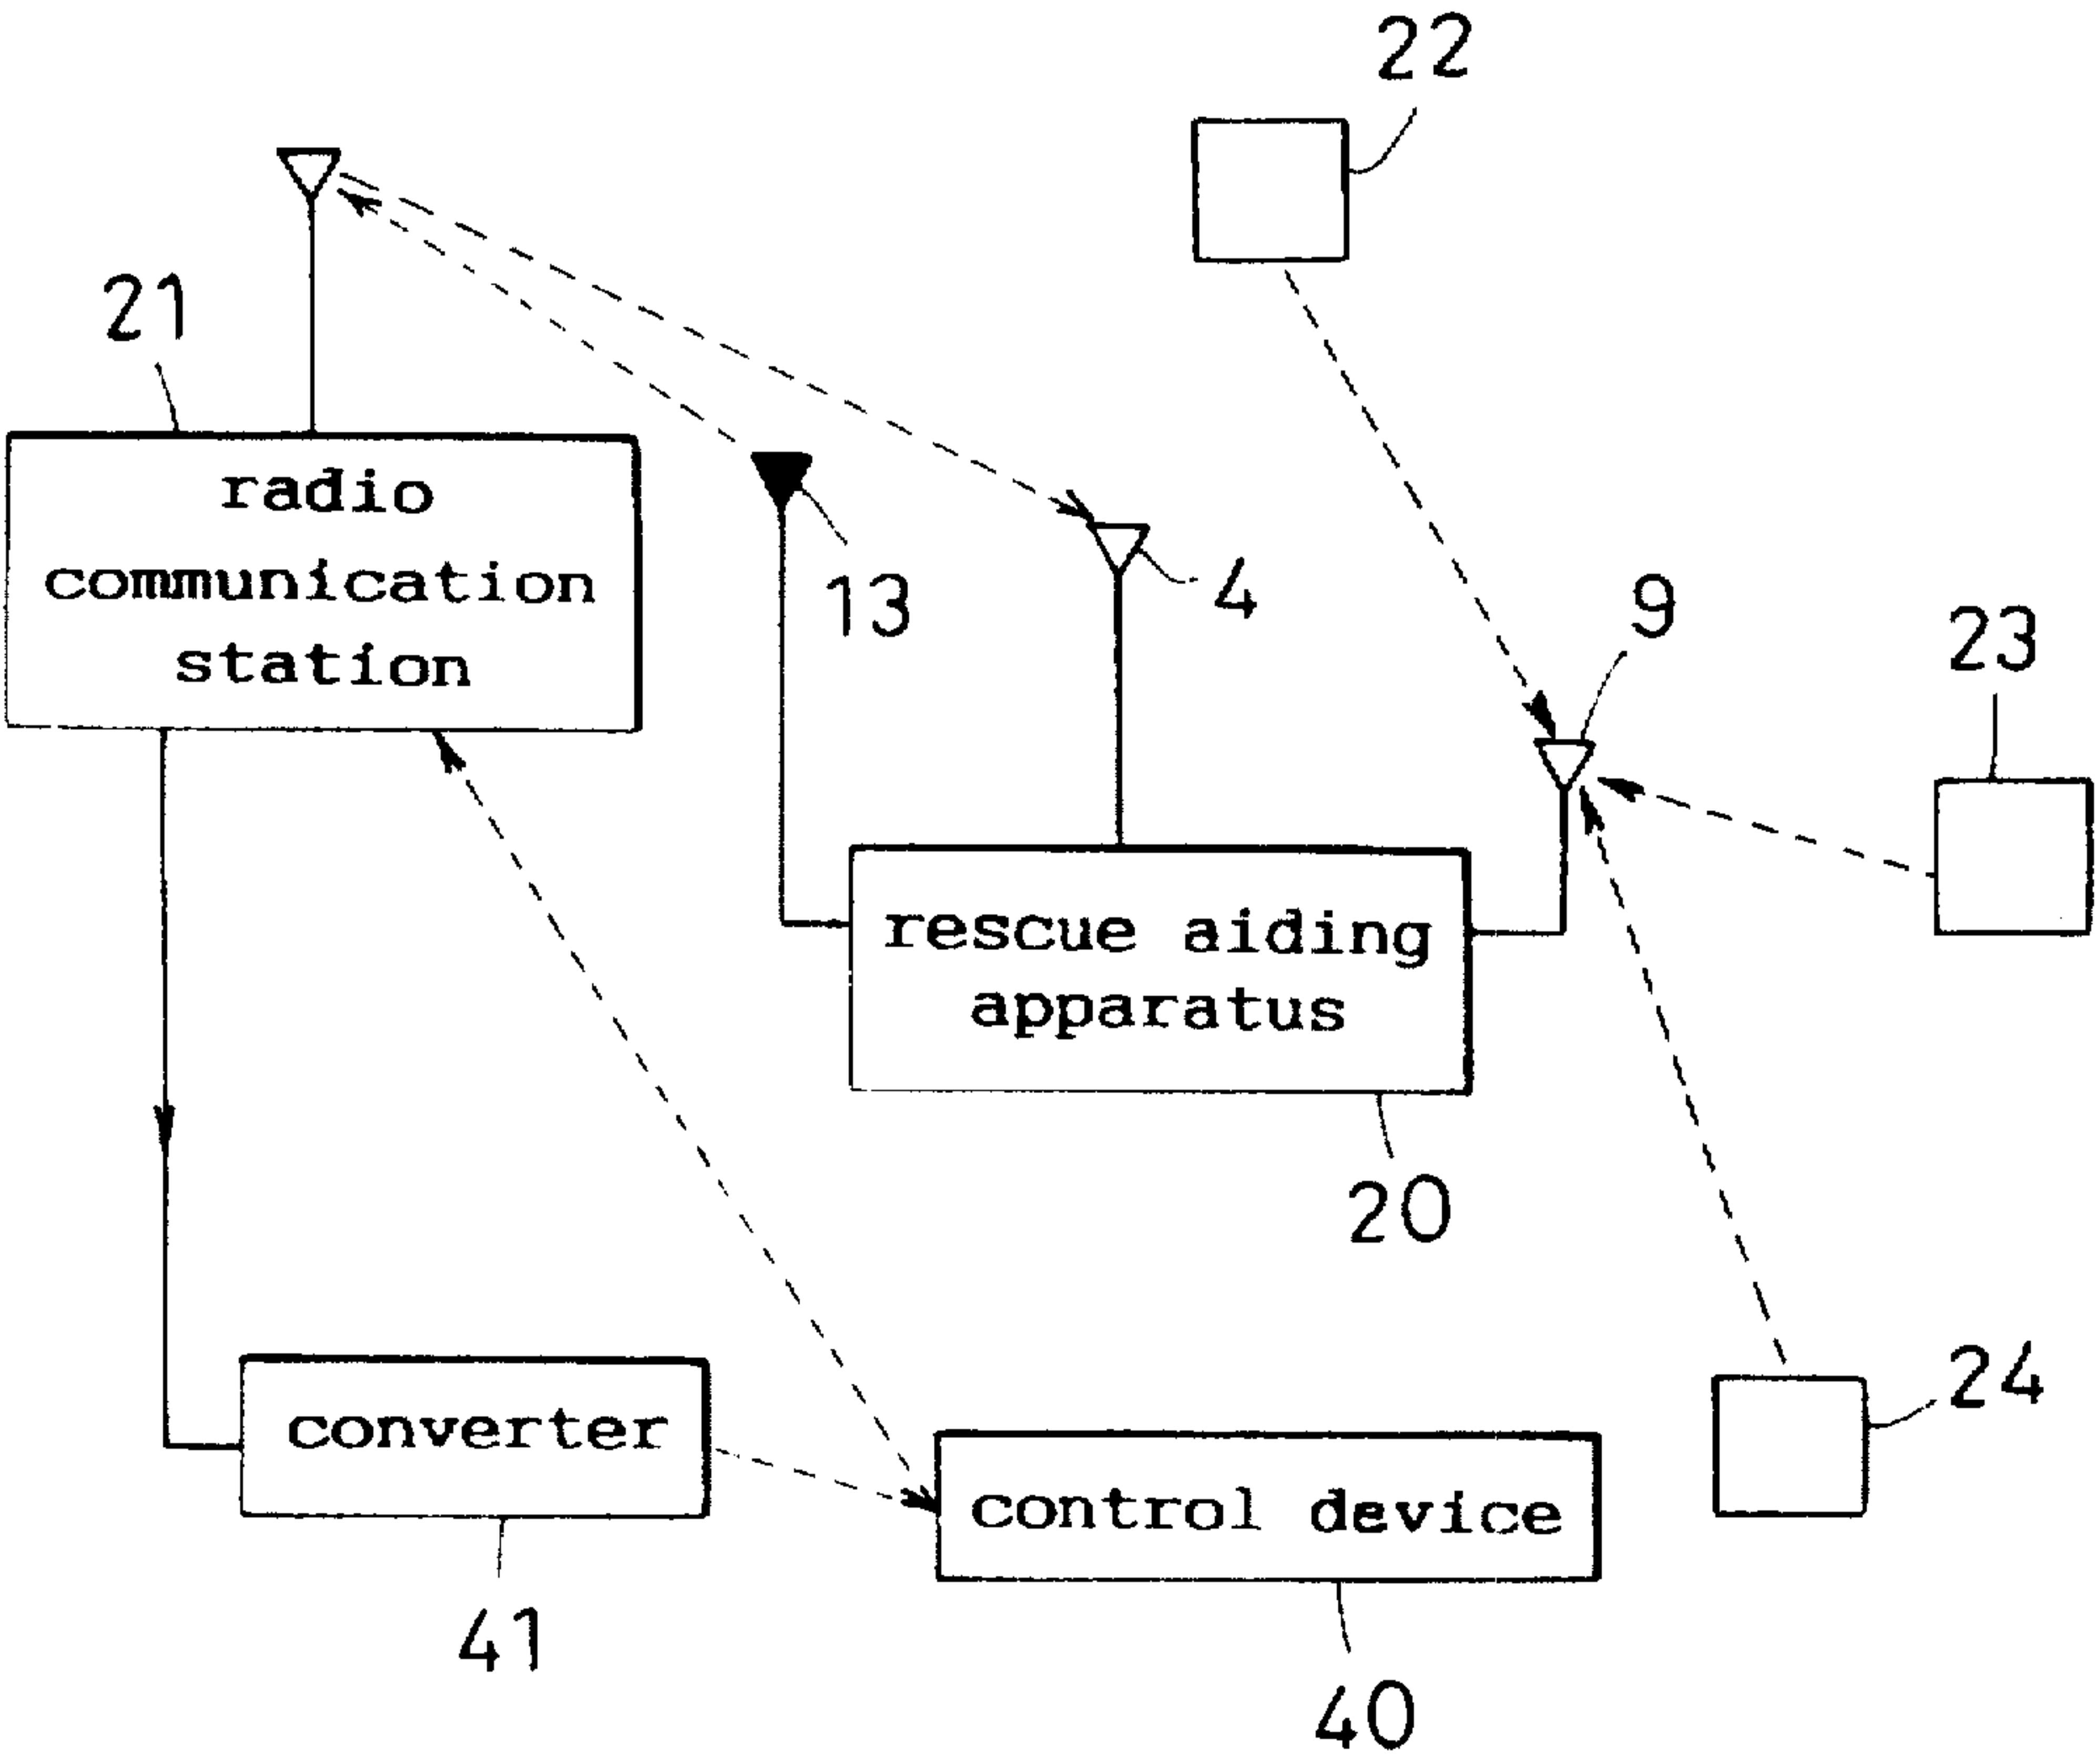 22
21
radio
communication
station
13
4
9
23
rescue aiding
apparatus
20
converter
24
control device
41
40